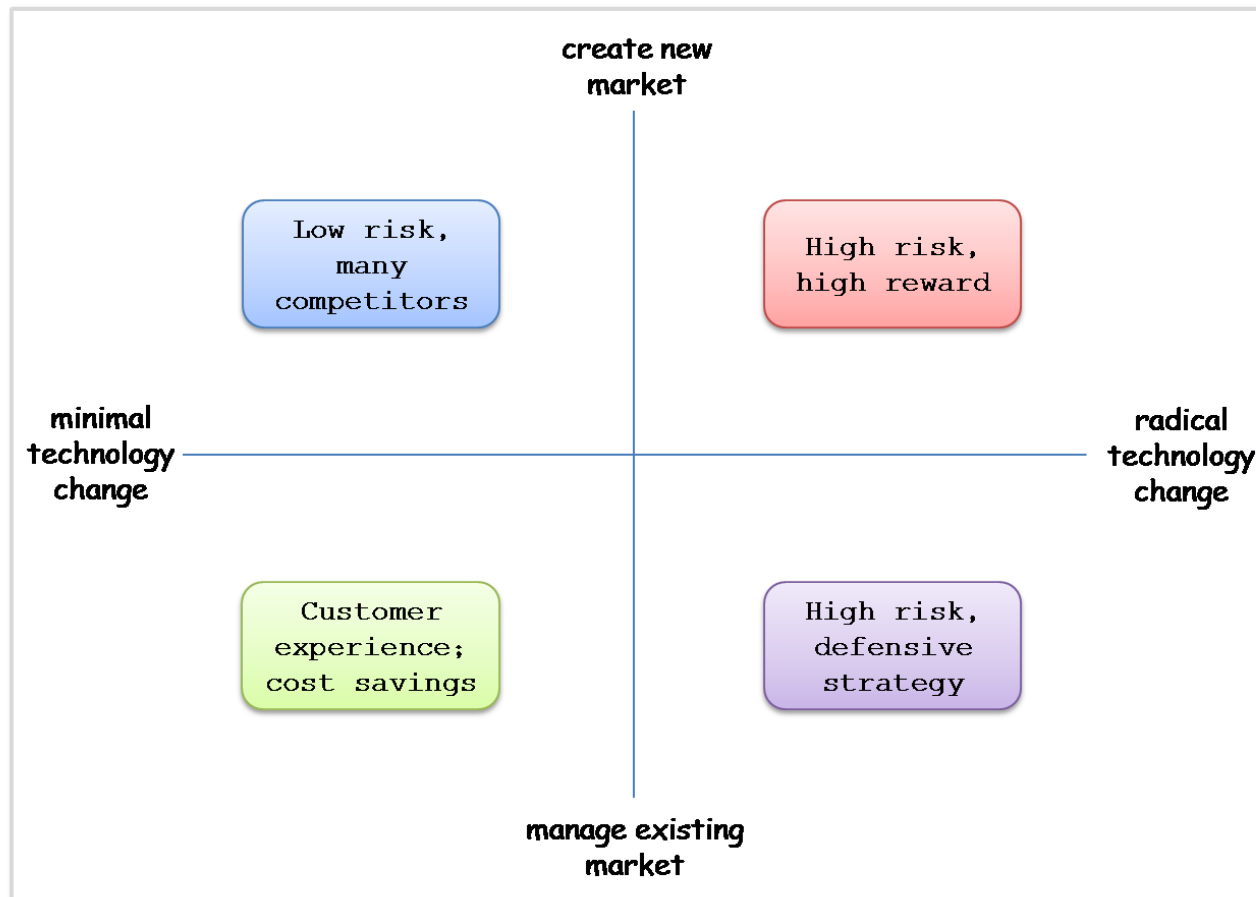 create new
market
Low risk,
many
competitors
High risk,
high reward
minimal
technology
change
radical
technology
change
Customer
experience;
cost savings
High risk,
defensive
strategy
manage existing
market